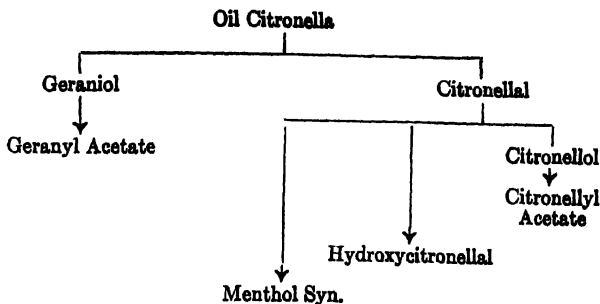 Oil Citronella
Geraniol
Citronellal
Geranyl Acetate
Citronellol
Citronellyl
Acetate
Hydroxycitronellal
Menthol Syn.